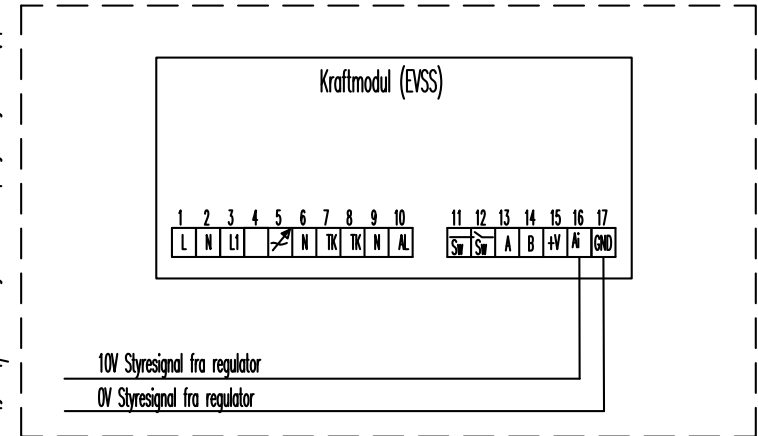 Kraftmodul (EVSS)
1 2 3 4 5 6 7 8 9 10 11 12 13 14 15 16 17
L N L1 N TK TK N AL Sw Sw A B +V Ai GND
10V Styresignal fra regulator
0V Styresignal fra regulator